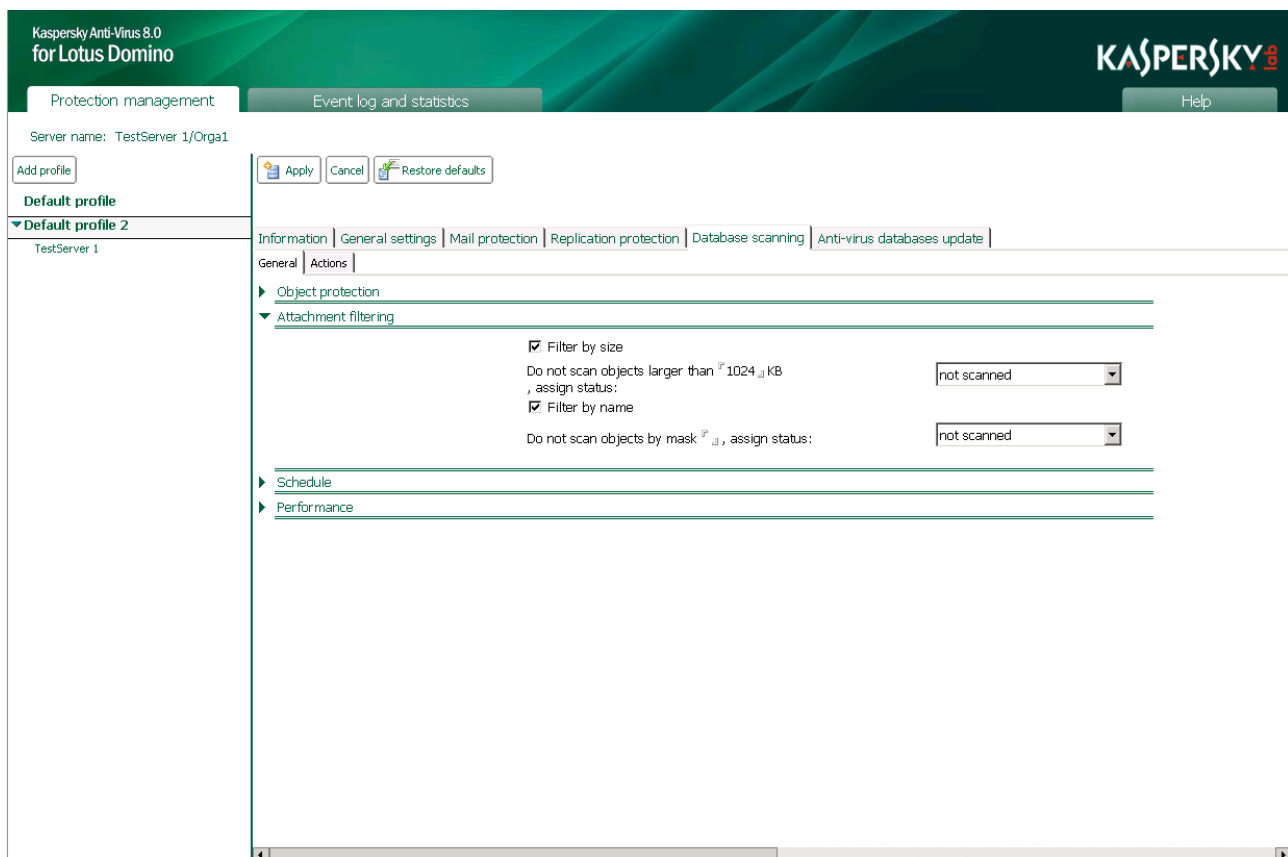 Kaspersky Anti-Virus 8.0
for Lotus Domino
KASPERSKY lab
Protection management
Event log and statistics
Help
Server name: TestServer 1/Orga1
Add profile
Apply
Cancel
Restore defaults
Default profile
Default profile 2
TestServer 1
Information
General settings
Mail protection
Replication protection
Database scanning
Anti-virus databases update
General
Actions
Object protection
Attachment filtering
Filter by size
Do not scan objects larger than 1024 KB
, assign status:
not scanned
Filter by name
Do not scan objects by mask , assign status:
not scanned
Schedule
Performance